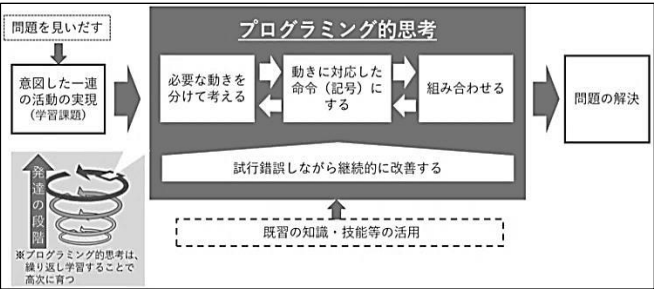 プログラミング的思考
問題を見いだす
意図した一連
の活動の実現
(学習課題)
必要な動きを
分けて考える
動きに対応した
命令（記号）に
する
組み合わせる
問題の解決
試行錯誤しながら継続的に改善する
既習の知識・技能等の活用
発達の段階
※プログラミング的思考は、
繰り返し学習することで
高次に育つ